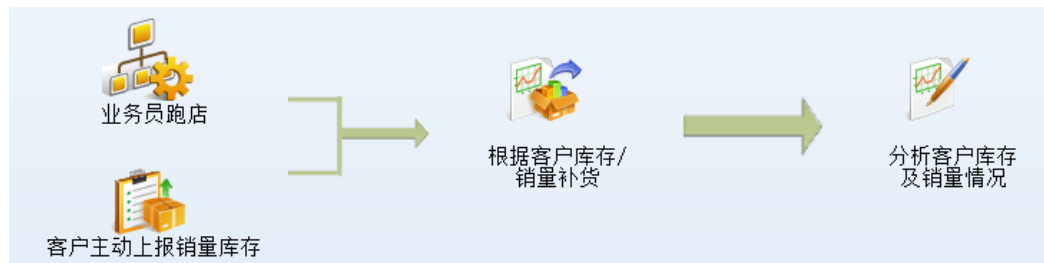 业务员跑店
客户主动上报销量库存
根据客户库存/
销量补货
分析客户库存
及销量情况